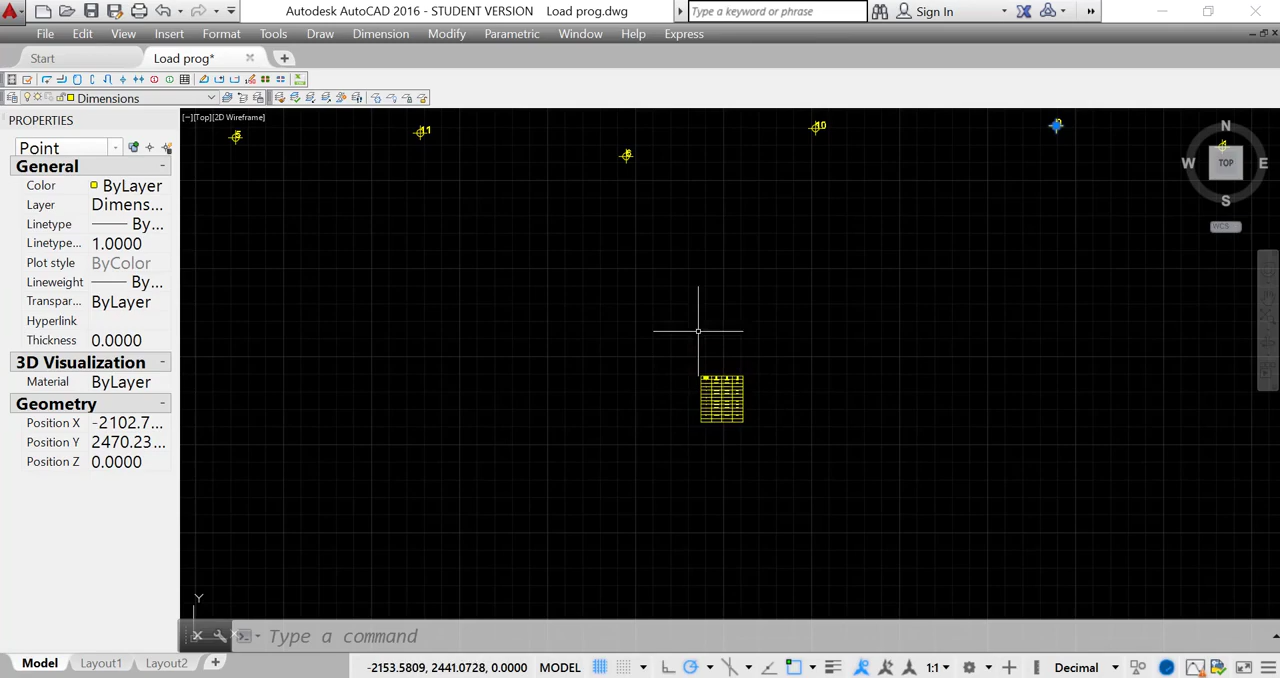 Autodesk AutoCAD 2016 - STUDENT VERSION Load prog.dwg
Type a keyword or phrase
Sign In
File Edit View Insert Format Tools Draw Dimension Modify Parametric Window Help Express
Start Load prog*
Dimensions
PROPERTIES
[−][Top][2D Wireframe]
11
10
Point
General
Color ByLayer
Layer Dimens...
Linetype By...
Linetype... 1.0000
Plot style ByColor
Lineweight By...
Transpar... ByLayer
Hyperlink
Thickness 0.0000
3D Visualization
Material ByLayer
Geometry
Position X -2102.7...
Position Y 2470.23...
Position Z 0.0000
N
W TOP E
S
WCS
Y
Type a command
Model Layout1 Layout2
-2153.5809, 2441.0728, 0.0000 MODEL 1:1 Decimal